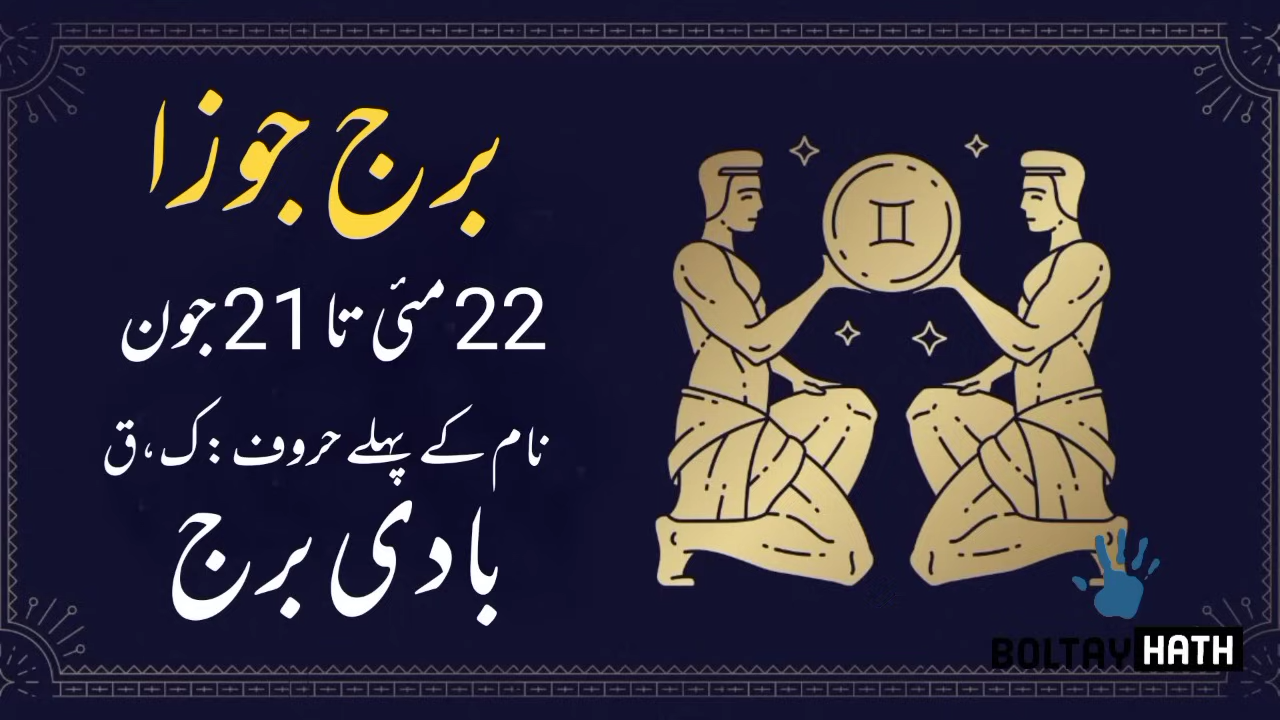 برج جوزا
22 مئی تا 21 جون
نام کے پہلے حروف : ک، ق
بادی برج
BOLTAY HATH